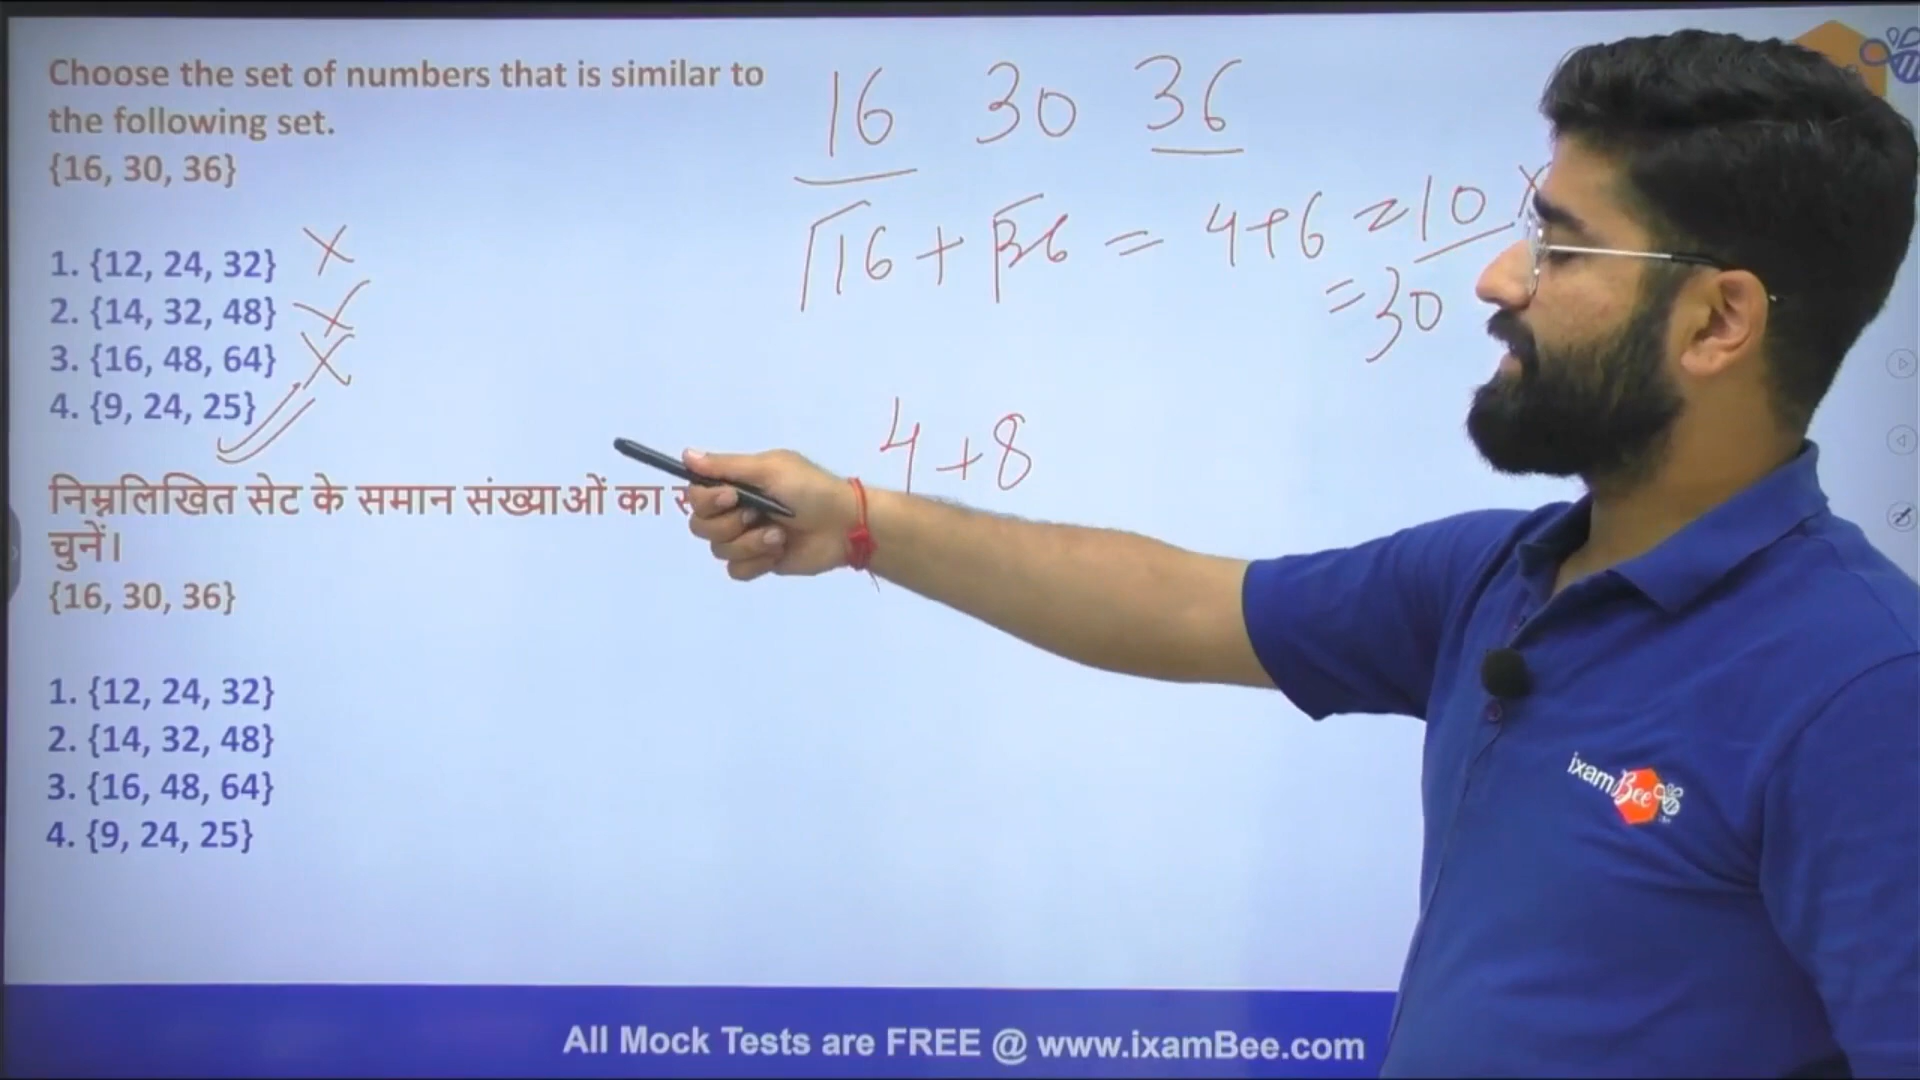 Choose the set of numbers that is similar to
the following set.
{16, 30, 36}
1. {12, 24, 32}
2. {14, 32, 48}
3. {16, 48, 64}
4. {9, 24, 25}
निम्नलिखित सेट के समान संख्याओं का
चुनें।
{16, 30, 36}
1. {12, 24, 32}
2. {14, 32, 48}
3. {16, 48, 64}
4. {9, 24, 25}
16 30 36
√16 + √36 = 4+6 = 10 ×
= 30
4+8
ixamBee
All Mock Tests are FREE @ www.ixamBee.com